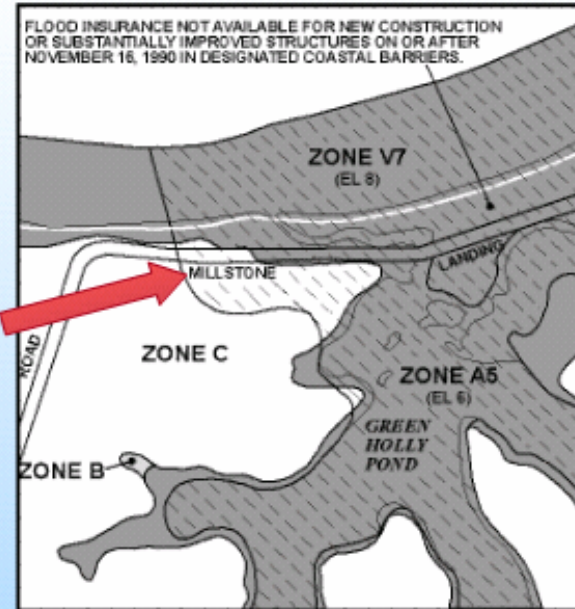 FLOOD INSURANCE NOT AVAILABLE FOR NEW CONSTRUCTION
OR SUBSTANTIALLY IMPROVED STRUCTURES ON OR AFTER
NOVEMBER 16, 1990 IN DESIGNATED COASTAL BARRIERS.
ZONE V7
(EL 8)
LANDING
MILLSTONE
ROAD
ZONE C
ZONE A5
(EL 6)
GREEN
HOLLY
POND
ZONE B